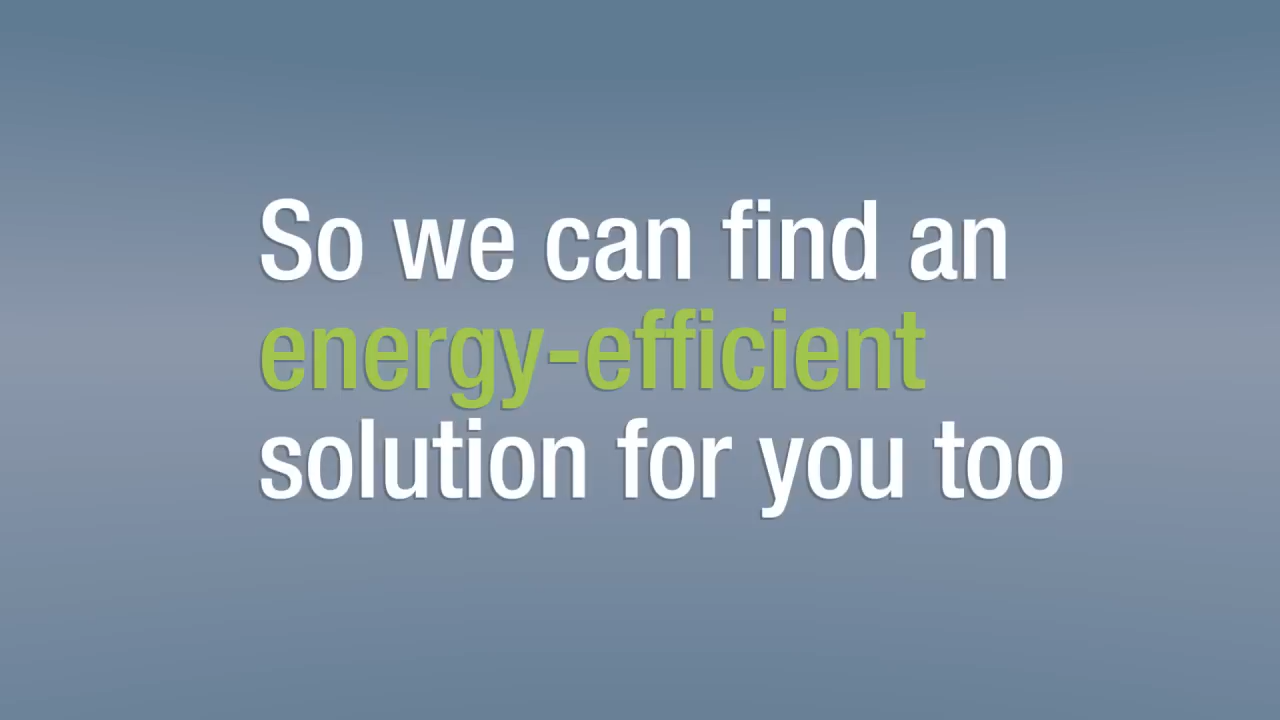 So we can find an
energy-efficient
solution for you too